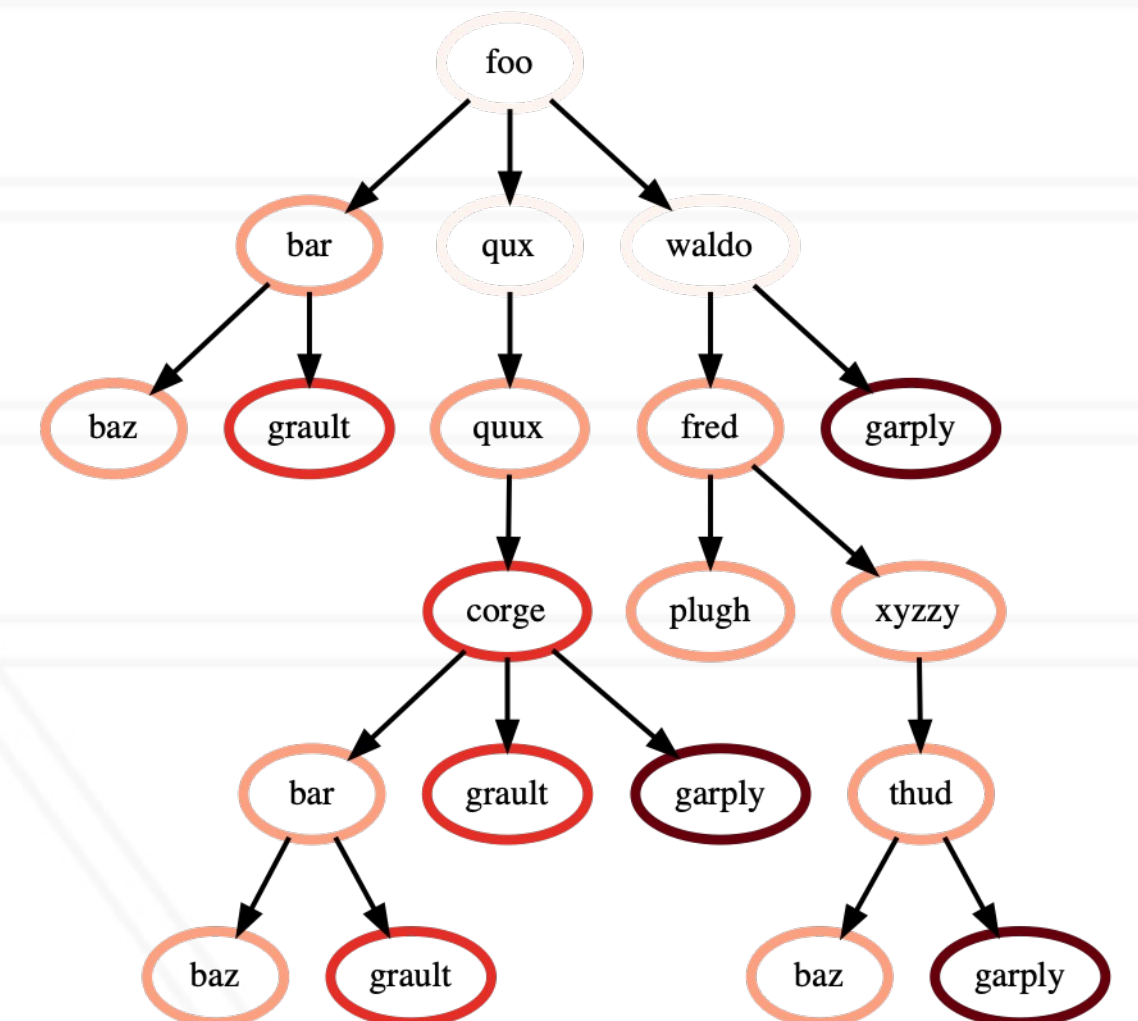 foo
bar
qux
waldo
baz
grault
quux
fred
garply
corge
plugh
xyzzy
bar
grault
garply
thud
baz
grault
baz
garply